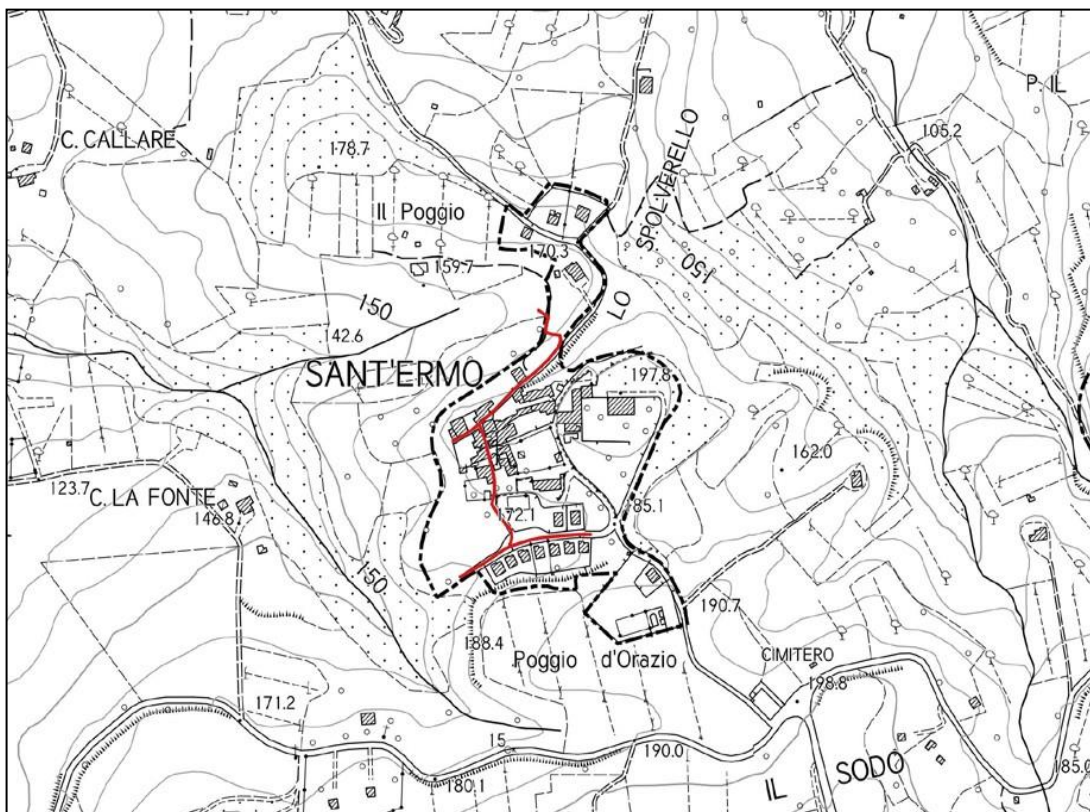 P. IL
105.2
C. CALLARE
178.7
SPOLVERELLO
Il Poggio
170.3
150
159.7
150
LO
42.6
SANT'ERMO
197.8
162.0
123.7
C. LA FONTE
146.8
172.1
185.1
150
190.7
188.4
Poggio d'Orazio
CIMITERO
198.8
171.2
15
190.0
180.1
IL
SODO
185.0